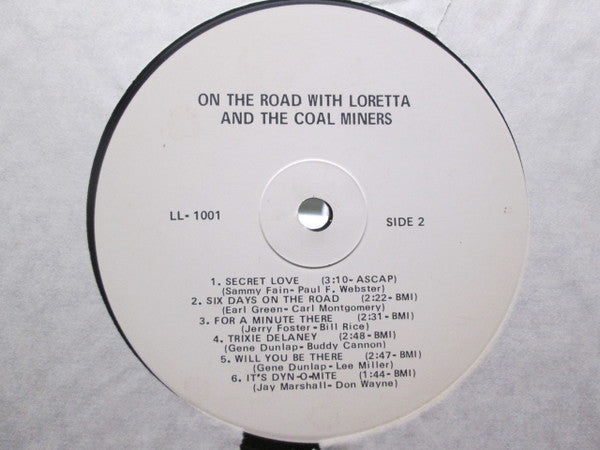 ON THE ROAD WITH LORETTA
AND THE COAL MINERS
LL-1001
SIDE 2
1. SECRET LOVE (3:10-ASCAP)
(Sammy Fain-Paul F. Webster)
2. SIX DAYS ON THE ROAD (2:22-BMI)
(Earl Green-Carl Montgomery)
3. FOR A MINUTE THERE (2:31-BMI)
(Jerry Foster-Bill Rice)
4. TRIXIE DELANEY (2:48-BMI)
(Gene Dunlap-Buddy Cannon)
5. WILL YOU BE THERE (2:47-BMI)
(Gene Dunlap-Lee Miller)
6. IT'S DYN-O-MITE (1:44-BMI)
(Jay Marshall-Don Wayne)